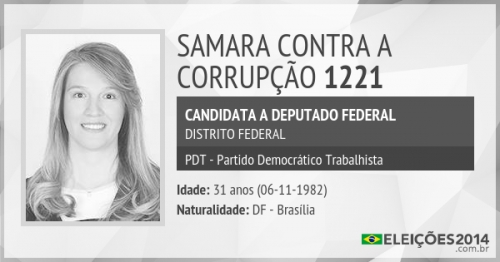 SAMARA CONTRA A
CORRUPÇÃO 1221
CANDIDATA A DEPUTADO FEDERAL
DISTRITO FEDERAL
PDT - Partido Democrático Trabalhista
Idade: 31 anos (06-11-1982)
Naturalidade: DF - Brasília
ELEIÇÕES2014
.com.br